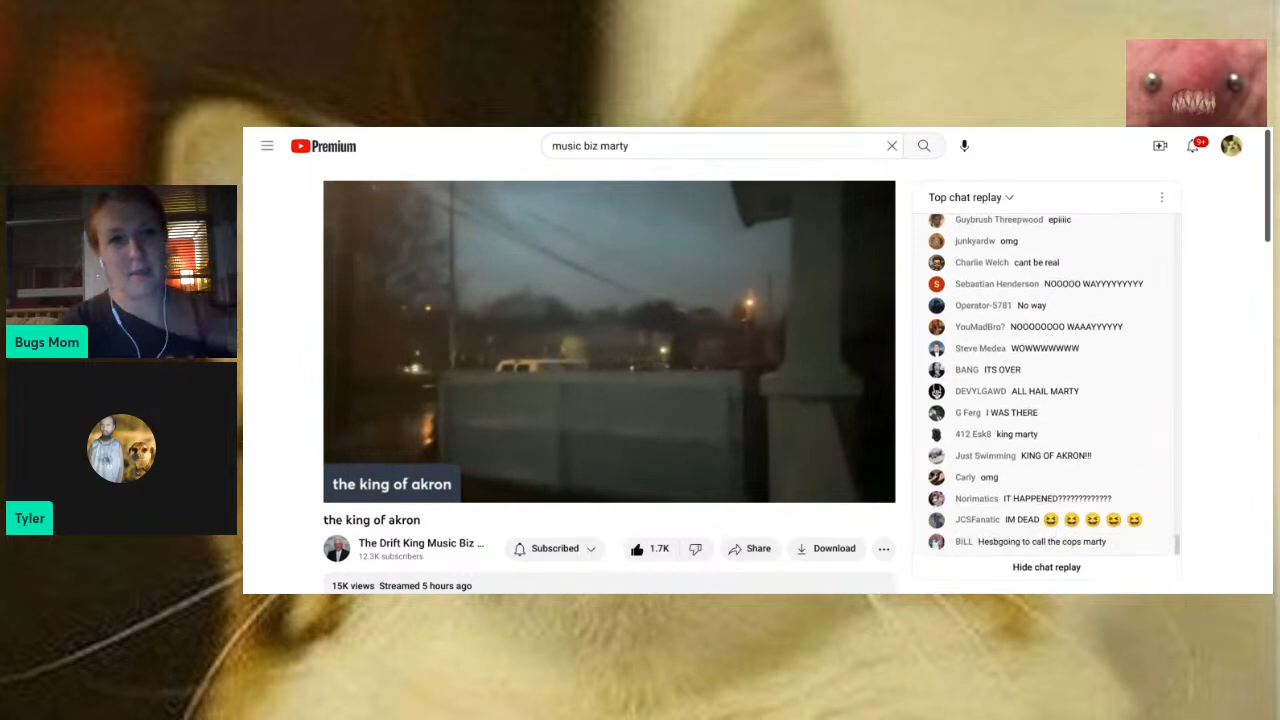 Premium
music biz marty
9+
Top chat replay
Guybrush Threepwood epiiic
junkyardw omg
Charlie Welch cant be real
S Sebastian Henderson NOOOOO WAYYYYYYYY
Operator-5781 No way
YouMadBro? NOOOOOOOO WAAAYYYYYY
Steve Medea WOWWWWWWW
BANG ITS OVER
DEVYLGAWD ALL HAIL MARTY
G Ferg I WAS THERE
412 Esk8 king marty
Just Swimming KING OF AKRON!!!
Carly omg
Norimatics IT HAPPENED?????????????
JCSFanatic IM DEAD 😆😆😆😆😆
BILL Hesbgoing to call the cops marty
Hide chat replay
Bugs Mom
Tyler
the king of akron
the king of akron
The Drift King Music Biz ...
12.3K subscribers
Subscribed
1.7K
Share
Download
15K views Streamed 5 hours ago